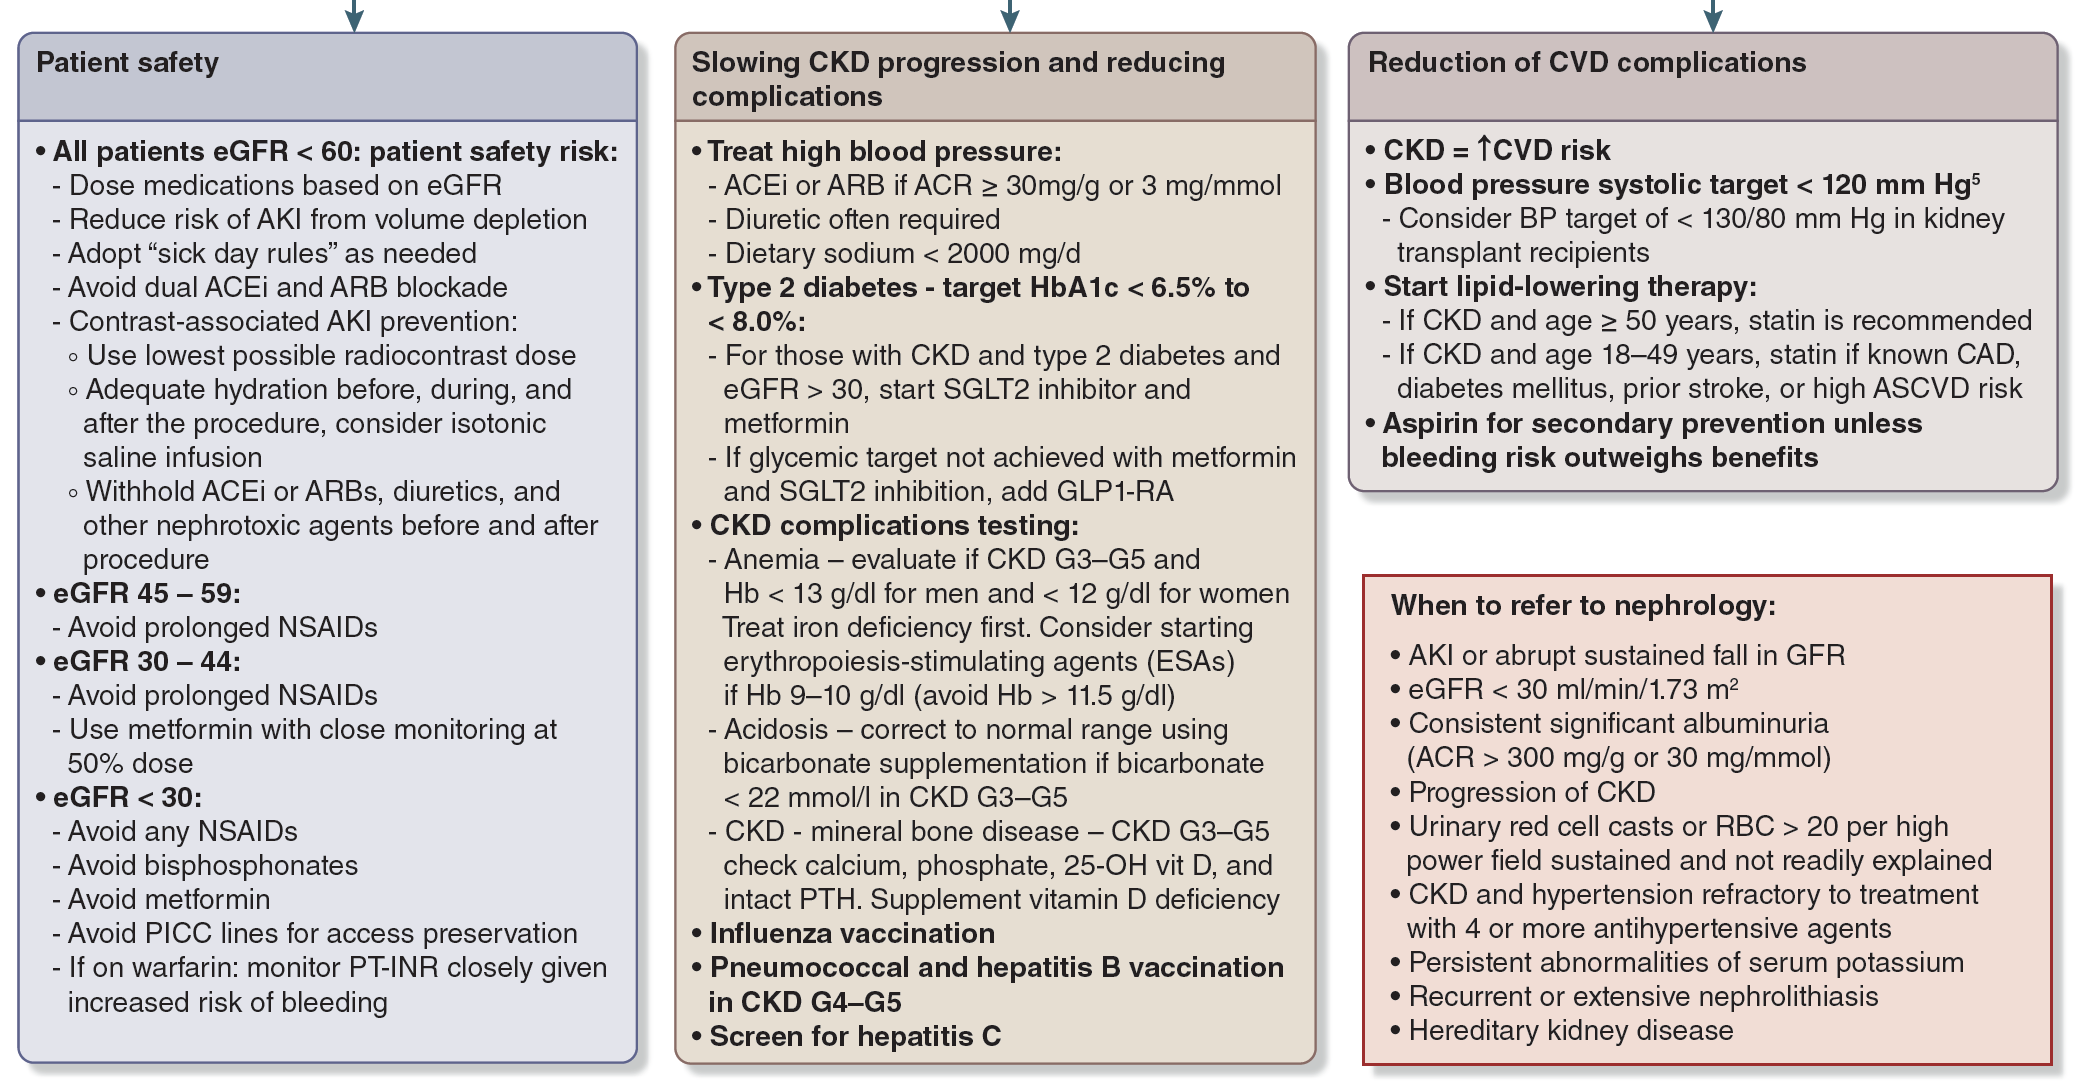 Patient safety
• All patients eGFR < 60: patient safety risk:
- Dose medications based on eGFR
- Reduce risk of AKI from volume depletion
- Adopt “sick day rules” as needed
- Avoid dual ACEi and ARB blockade
- Contrast-associated AKI prevention:
◦ Use lowest possible radiocontrast dose
◦ Adequate hydration before, during, and
after the procedure, consider isotonic
saline infusion
◦ Withhold ACEi or ARBs, diuretics, and
other nephrotoxic agents before and after
procedure
• eGFR 45 – 59:
- Avoid prolonged NSAIDs
• eGFR 30 – 44:
- Avoid prolonged NSAIDs
- Use metformin with close monitoring at
50% dose
• eGFR < 30:
- Avoid any NSAIDs
- Avoid bisphosphonates
- Avoid metformin
- Avoid PICC lines for access preservation
- If on warfarin: monitor PT-INR closely given
increased risk of bleeding
Slowing CKD progression and reducing
complications
• Treat high blood pressure:
- ACEi or ARB if ACR ≥ 30mg/g or 3 mg/mmol
- Diuretic often required
- Dietary sodium < 2000 mg/d
• Type 2 diabetes - target HbA1c < 6.5% to
< 8.0%:
- For those with CKD and type 2 diabetes and
eGFR > 30, start SGLT2 inhibitor and
metformin
- If glycemic target not achieved with metformin
and SGLT2 inhibition, add GLP1-RA
• CKD complications testing:
- Anemia – evaluate if CKD G3–G5 and
Hb < 13 g/dl for men and < 12 g/dl for women
Treat iron deficiency first. Consider starting
erythropoiesis-stimulating agents (ESAs)
if Hb 9–10 g/dl (avoid Hb > 11.5 g/dl)
- Acidosis – correct to normal range using
bicarbonate supplementation if bicarbonate
< 22 mmol/l in CKD G3–G5
- CKD - mineral bone disease – CKD G3–G5
check calcium, phosphate, 25-OH vit D, and
intact PTH. Supplement vitamin D deficiency
• Influenza vaccination
• Pneumococcal and hepatitis B vaccination
in CKD G4–G5
• Screen for hepatitis C
Reduction of CVD complications
• CKD = ↑CVD risk
• Blood pressure systolic target < 120 mm Hg⁵
- Consider BP target of < 130/80 mm Hg in kidney
transplant recipients
• Start lipid-lowering therapy:
- If CKD and age ≥ 50 years, statin is recommended
- If CKD and age 18–49 years, statin if known CAD,
diabetes mellitus, prior stroke, or high ASCVD risk
• Aspirin for secondary prevention unless
bleeding risk outweighs benefits
When to refer to nephrology:
• AKI or abrupt sustained fall in GFR
• eGFR < 30 ml/min/1.73 m²
• Consistent significant albuminuria
(ACR > 300 mg/g or 30 mg/mmol)
• Progression of CKD
• Urinary red cell casts or RBC > 20 per high
power field sustained and not readily explained
• CKD and hypertension refractory to treatment
with 4 or more antihypertensive agents
• Persistent abnormalities of serum potassium
• Recurrent or extensive nephrolithiasis
• Hereditary kidney disease